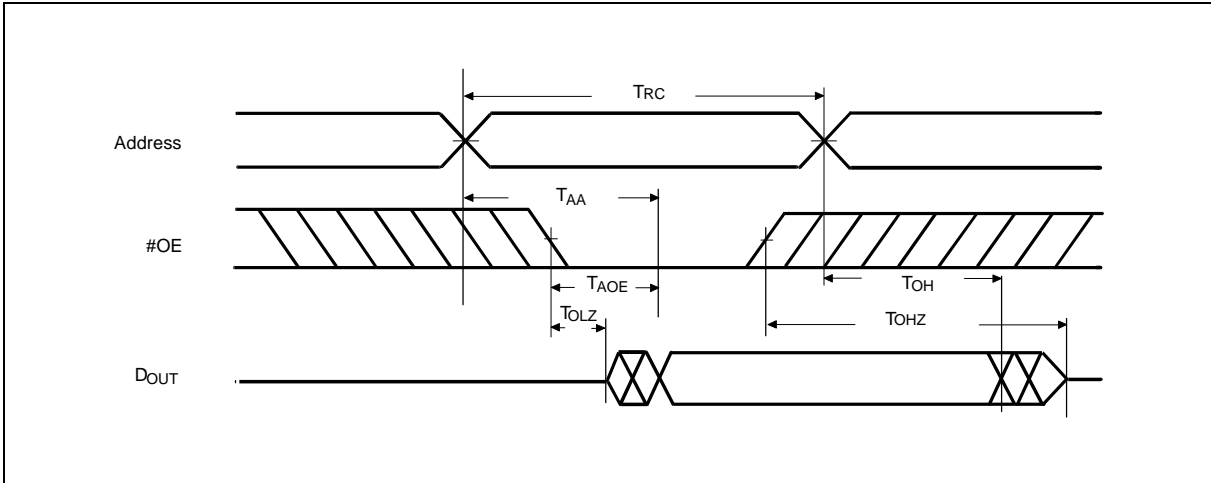 TRC
Address
TAA
#OE
TAOE
TOH
TOLZ
TOHZ
DOUT